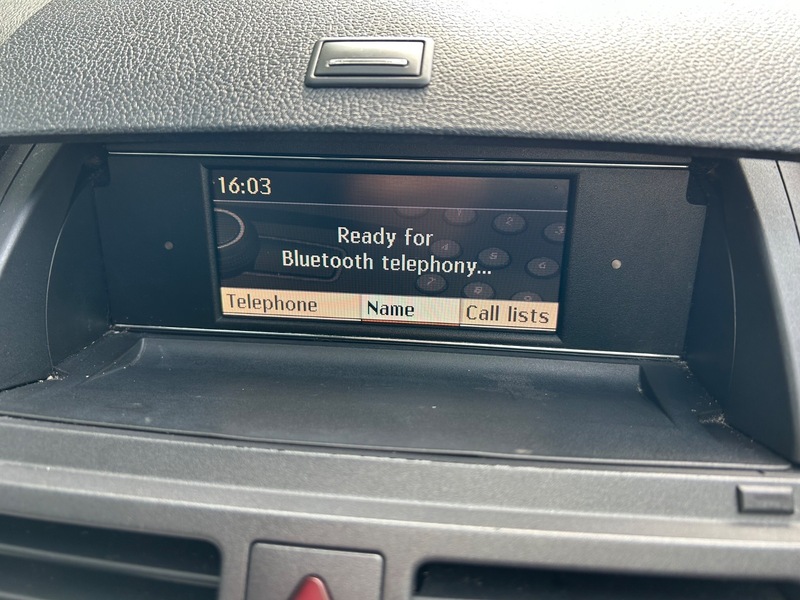 16:03
Ready for
Bluetooth telephony...
Telephone Name Call lists